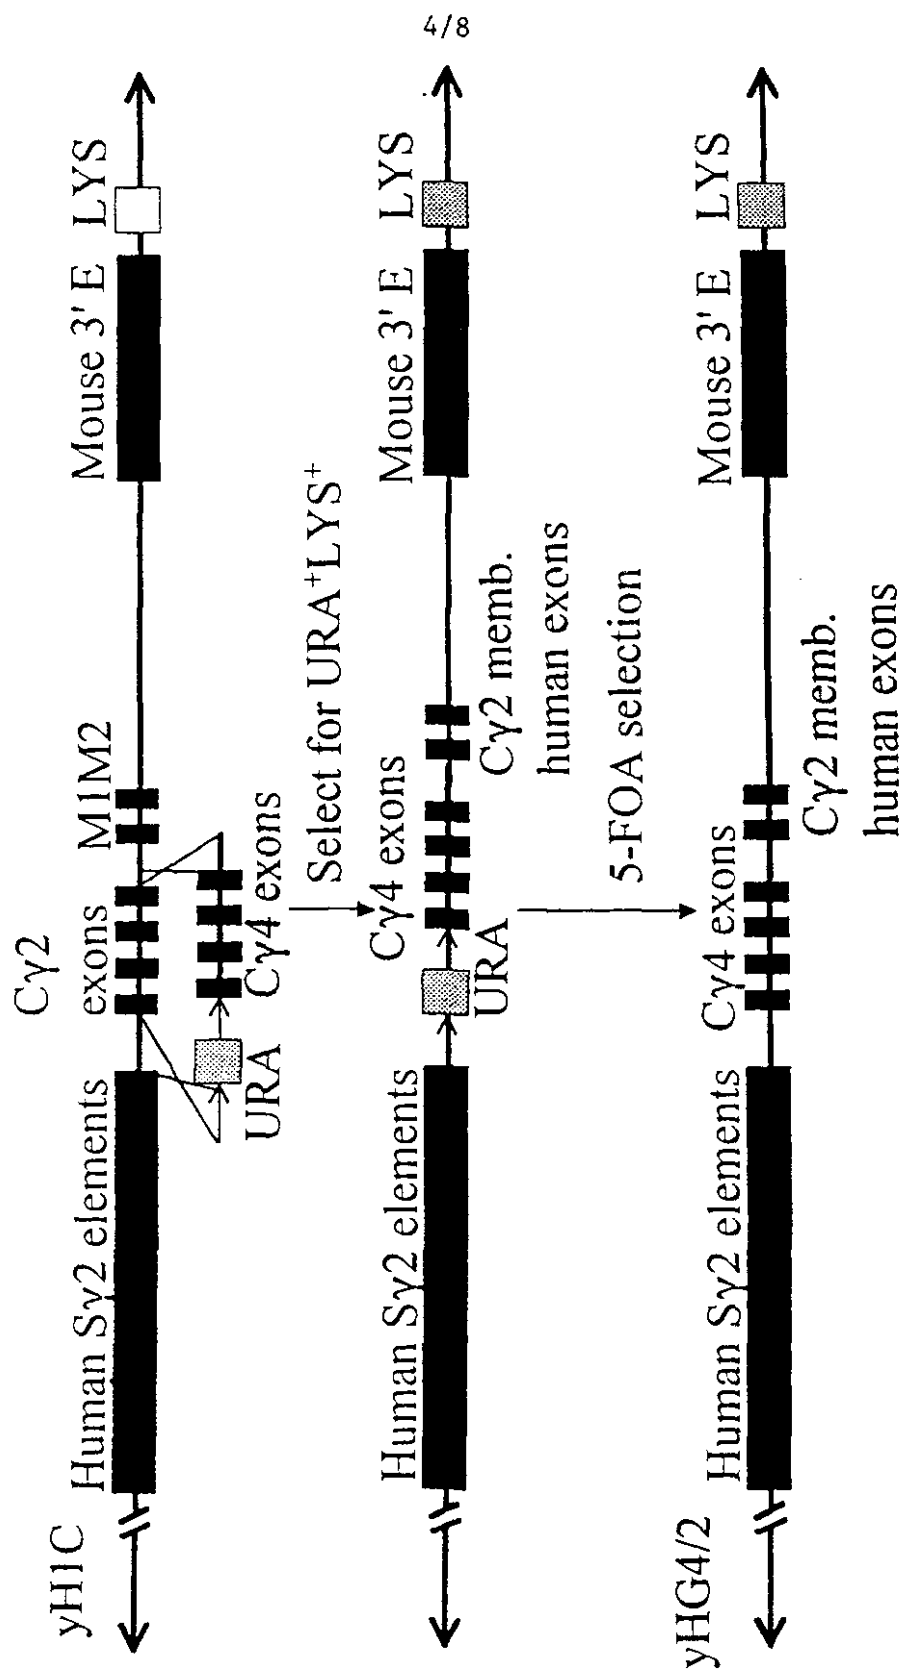 4/8
yH1C
Human Sγ2 elements
Cγ2
exons
M1M2
Mouse 3' E
LYS
URA
Cγ4 exons
Select for URA⁺LYS⁺
Human Sγ2 elements
URA
Cγ4 exons
Cγ2 memb.
human exons
Mouse 3' E
LYS
5-FOA selection
yHG4/2
Human Sγ2 elements
Cγ4 exons
Cγ2 memb.
human exons
Mouse 3' E
LYS